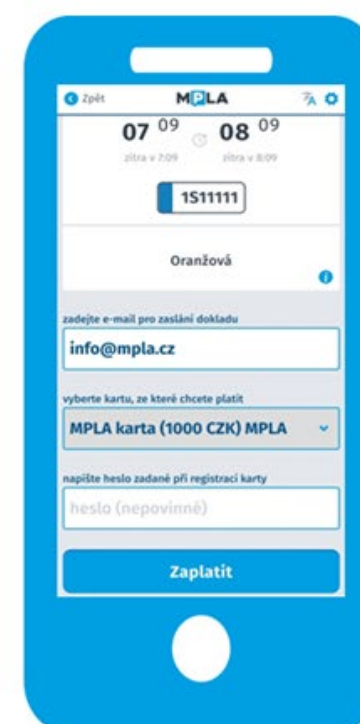 Zpět MPLA
07 09 08 09
zítra v 7:09 zítra v 8:09
1S11111
Oranžová
zadejte e-mail pro zaslání dokladu
info@mpla.cz
vyberte kartu, ze které chcete platit
MPLA karta (1000 CZK) MPLA
napište heslo zadané při registraci karty
heslo (nepovinné)
Zaplatit